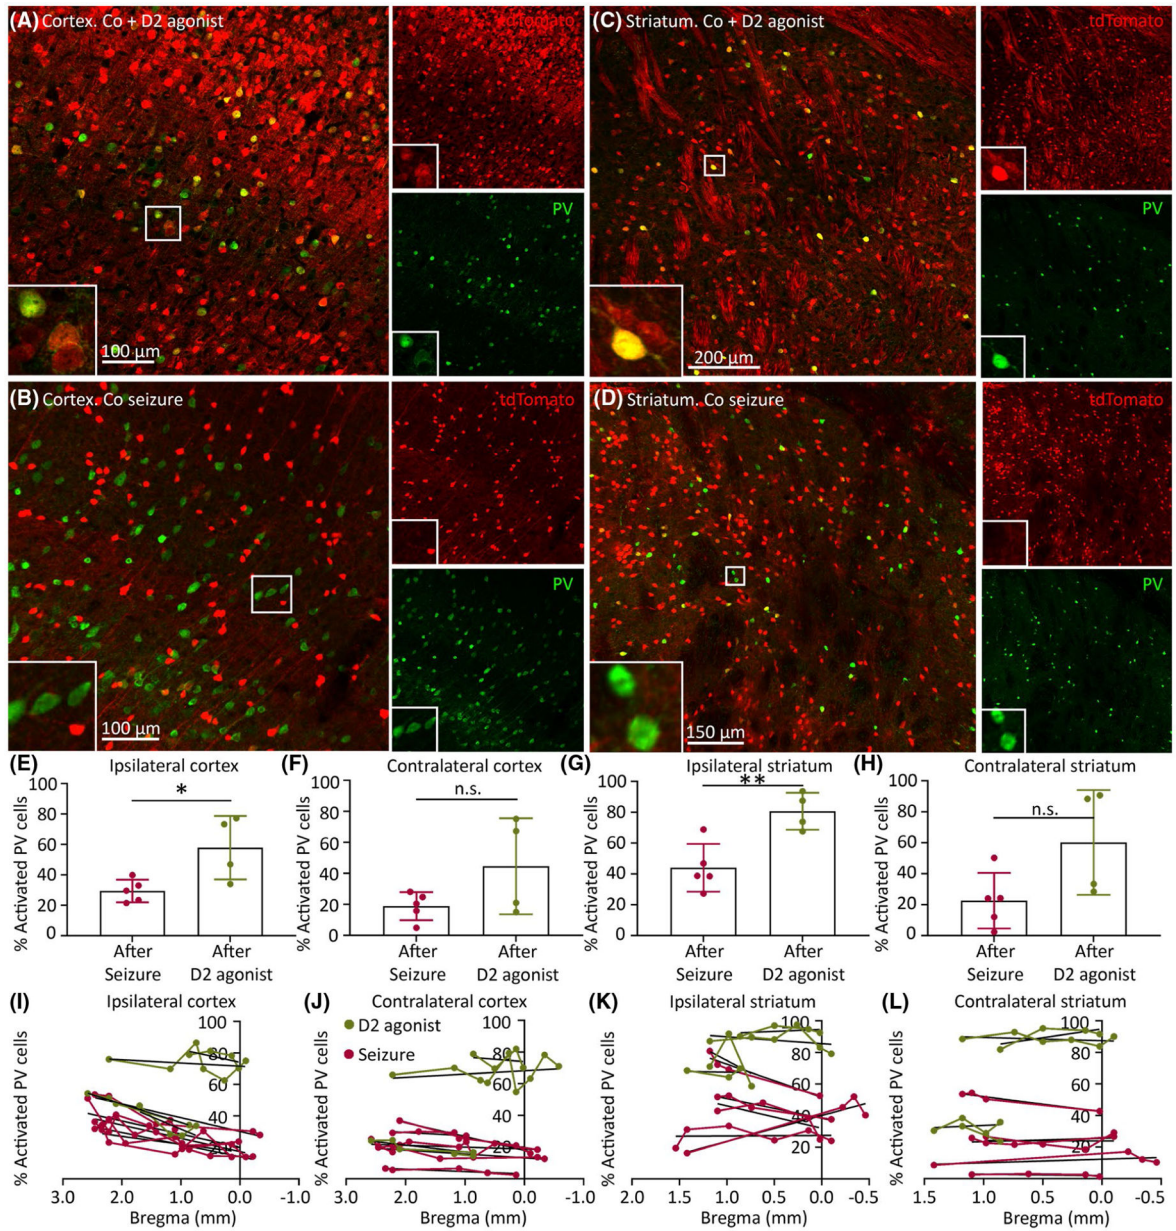 (A) Cortex. Co + D2 agonist
tdTomato
PV
100 µm
(C) Striatum. Co + D2 agonist
tdTomato
PV
200 µm
(B) Cortex. Co seizure
tdTomato
PV
100 µm
(D) Striatum. Co seizure
tdTomato
PV
150 µm
(E) Ipsilateral cortex
% Activated PV cells
100
80
60
40
20
0
*
After Seizure
After D2 agonist
(F) Contralateral cortex
% Activated PV cells
100
80
60
40
20
0
n.s.
After Seizure
After D2 agonist
(G) Ipsilateral striatum
% Activated PV cells
100
80
60
40
20
0
**
After Seizure
After D2 agonist
(H) Contralateral striatum
% Activated PV cells
100
80
60
40
20
0
n.s.
After Seizure
After D2 agonist
(I) Ipsilateral cortex
% Activated PV cells
100
80
60
40
20
3.0 2.0 1.0 0.0 -1.0
Bregma (mm)
(J) Contralateral cortex
D2 agonist
Seizure
% Activated PV cells
100
80
60
40
20
3.0 2.0 1.0 0.0 -1.0
Bregma (mm)
(K) Ipsilateral striatum
% Activated PV cells
100
80
60
40
20
2.0 1.5 1.0 0.5 0.0 -0.5
Bregma (mm)
(L) Contralateral striatum
% Activated PV cells
100
80
60
40
20
1.5 1.0 0.5 0.0 -0.5
Bregma (mm)